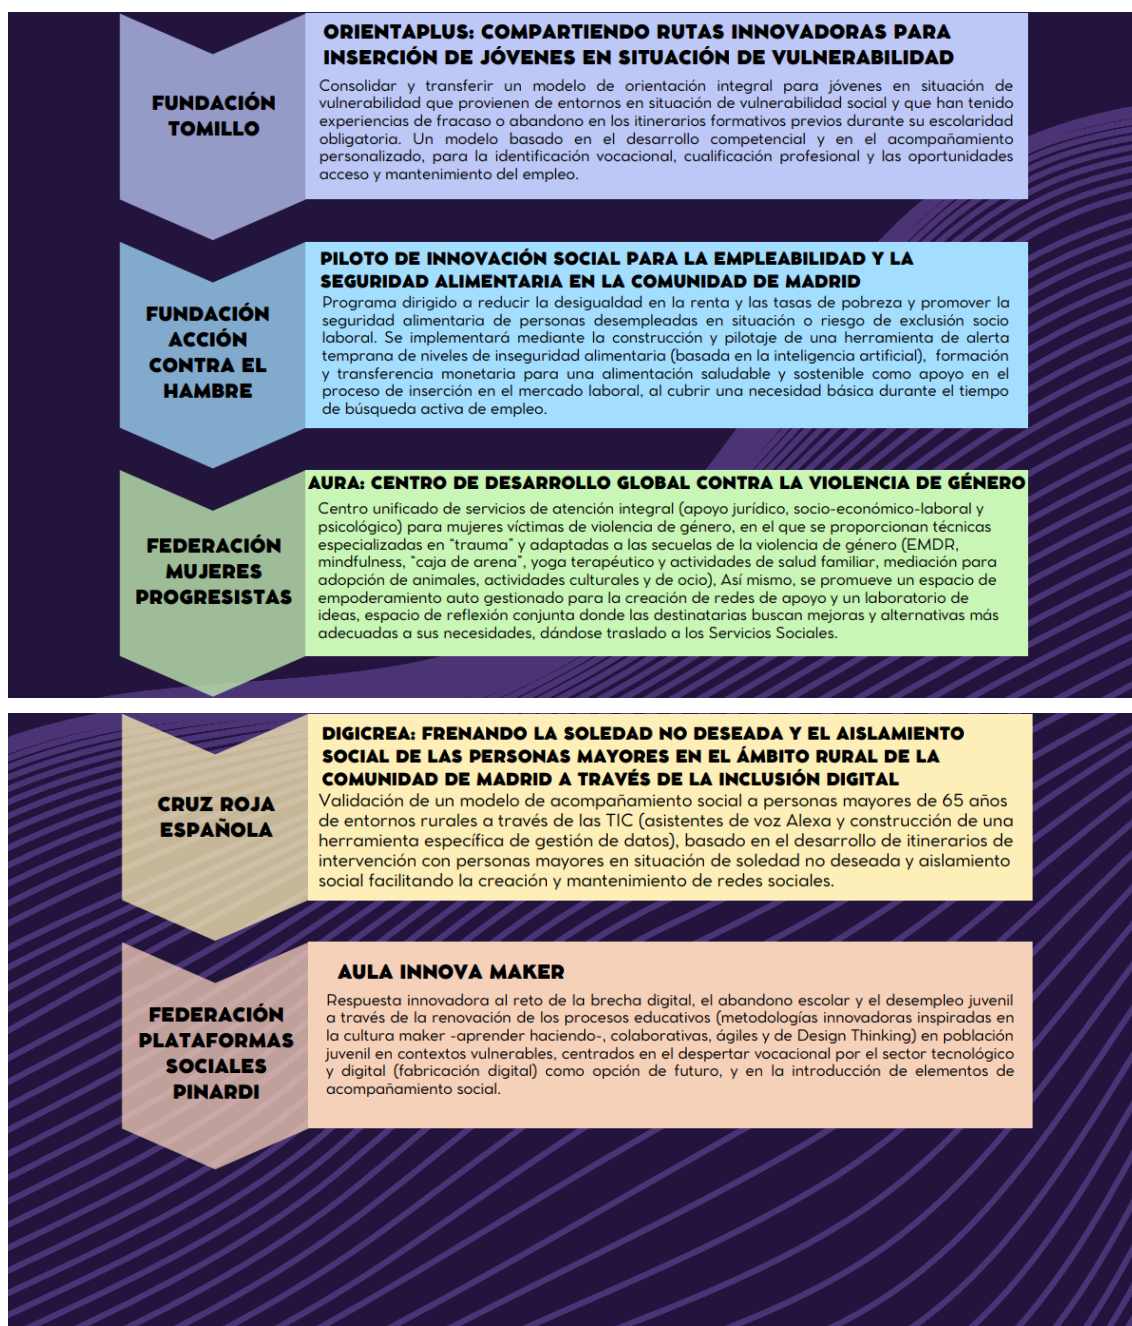 FUNDACIÓN
TOMILLO
ORIENTAPLUS: COMPARTIENDO RUTAS INNOVADORAS PARA
INSERCIÓN DE JÓVENES EN SITUACIÓN DE VULNERABILIDAD
Consolidar y transferir un modelo de orientación integral para jóvenes en situación de
vulnerabilidad que provienen de entornos en situación de vulnerabilidad social y que han tenido
experiencias de fracaso o abandono en los itinerarios formativos previos durante su escolaridad
obligatoria. Un modelo basado en el desarrollo competencial y en el acompañamiento
personalizado, para la identificación vocacional, cualificación profesional y las oportunidades
acceso y mantenimiento del empleo.
FUNDACIÓN
ACCIÓN
CONTRA EL
HAMBRE
PILOTO DE INNOVACIÓN SOCIAL PARA LA EMPLEABILIDAD Y LA
SEGURIDAD ALIMENTARIA EN LA COMUNIDAD DE MADRID
Programa dirigido a reducir la desigualdad en la renta y las tasas de pobreza y promover la
seguridad alimentaria de personas desempleadas en situación o riesgo de exclusión socio
laboral. Se implementará mediante la construcción y pilotaje de una herramienta de alerta
temprana de niveles de inseguridad alimentaria (basada en la inteligencia artificial), formación
y transferencia monetaria para una alimentación saludable y sostenible como apoyo en el
proceso de inserción en el mercado laboral, al cubrir una necesidad básica durante el tiempo
de búsqueda activa de empleo.
FEDERACIÓN
MUJERES
PROGRESISTAS
AURA: CENTRO DE DESARROLLO GLOBAL CONTRA LA VIOLENCIA DE GÉNERO
Centro unificado de servicios de atención integral (apoyo jurídico, socio-económico-laboral y
psicológico) para mujeres víctimas de violencia de género, en el que se proporcionan técnicas
especializadas en "trauma" y adaptadas a las secuelas de la violencia de género (EMDR,
mindfulness, "caja de arena", yoga terapéutico y actividades de salud familiar, mediación para
adopción de animales, actividades culturales y de ocio), Así mismo, se promueve un espacio de
empoderamiento auto gestionado para la creación de redes de apoyo y un laboratorio de
ideas, espacio de reflexión conjunta donde las destinatarias buscan mejoras y alternativas más
adecuadas a sus necesidades, dándose traslado a los Servicios Sociales.
CRUZ ROJA
ESPAÑOLA
DIGICREA: FRENANDO LA SOLEDAD NO DESEADA Y EL AISLAMIENTO
SOCIAL DE LAS PERSONAS MAYORES EN EL ÁMBITO RURAL DE LA
COMUNIDAD DE MADRID A TRAVÉS DE LA INCLUSIÓN DIGITAL
Validación de un modelo de acompañamiento social a personas mayores de 65 años
de entornos rurales a través de las TIC (asistentes de voz Alexa y construcción de una
herramienta específica de gestión de datos), basado en el desarrollo de itinerarios de
intervención con personas mayores en situación de soledad no deseada y aislamiento
social facilitando la creación y mantenimiento de redes sociales.
FEDERACIÓN
PLATAFORMAS
SOCIALES
PINARDI
AULA INNOVA MAKER
Respuesta innovadora al reto de la brecha digital, el abandono escolar y el desempleo juvenil
a través de la renovación de los procesos educativos (metodologías innovadoras inspiradas en
la cultura maker -aprender haciendo-, colaborativas, ágiles y de Design Thinking) en población
juvenil en contextos vulnerables, centrados en el despertar vocacional por el sector tecnológico
y digital (fabricación digital) como opción de futuro, y en la introducción de elementos de
acompañamiento social.